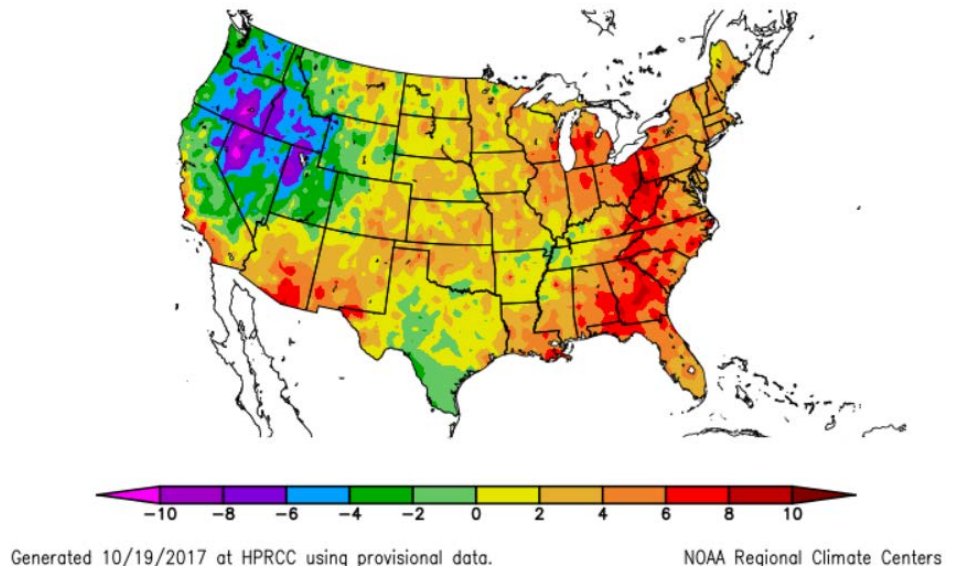 -10 -8 -6 -4 -2 0 2 4 6 8 10
Generated 10/19/2017 at HPRCC using provisional data. NOAA Regional Climate Centers